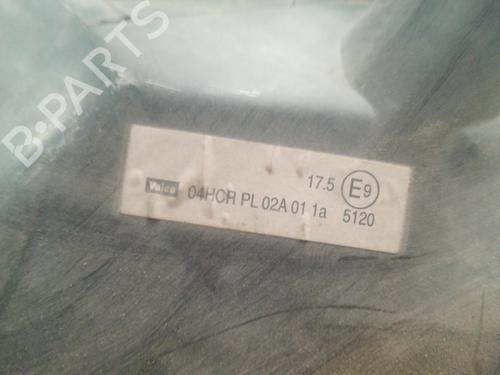 B-PARTS
17.5 E9
Valeo 04HCR PL 02A 01 1a 5120